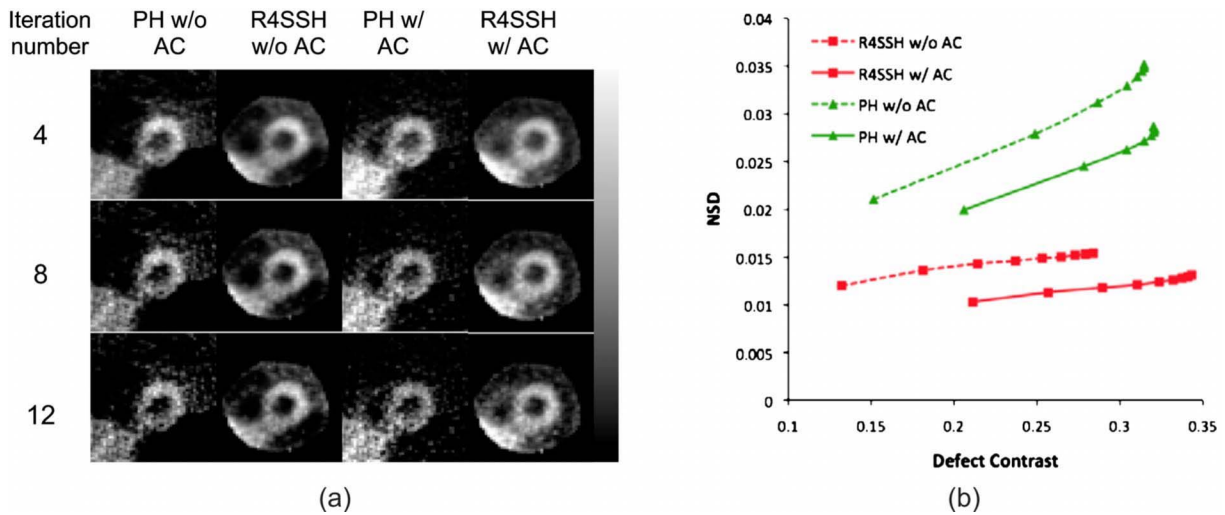 Iteration number
PH w/o AC
R4SSH w/o AC
PH w/ AC
R4SSH w/ AC
4
8
12
(a)
R4SSH w/o AC
R4SSH w/ AC
PH w/o AC
PH w/ AC
NSD
0.04
0.035
0.03
0.025
0.02
0.015
0.01
0.005
0
0.1
0.15
0.2
0.25
0.3
0.35
Defect Contrast
(b)